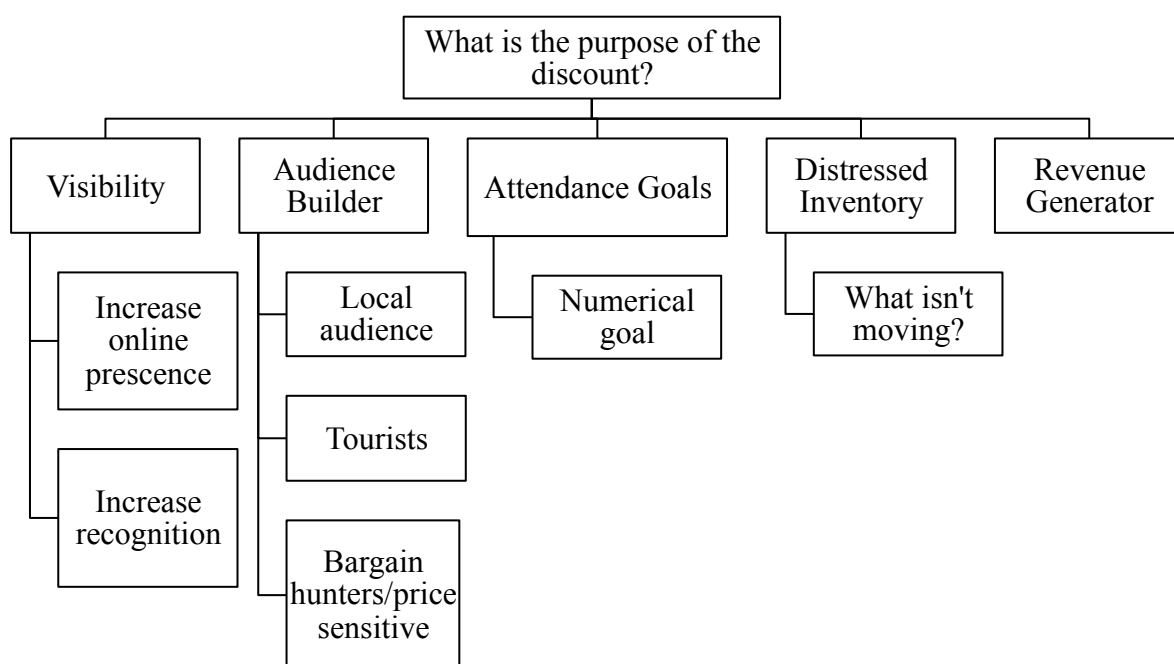 What is the purpose of the
discount?
Visibility
Audience
Builder
Attendance Goals
Distressed
Inventory
Revenue
Generator
Increase
online
prescence
Increase
recognition
Local
audience
Tourists
Bargain
hunters/price
sensitive
Numerical
goal
What isn't
moving?